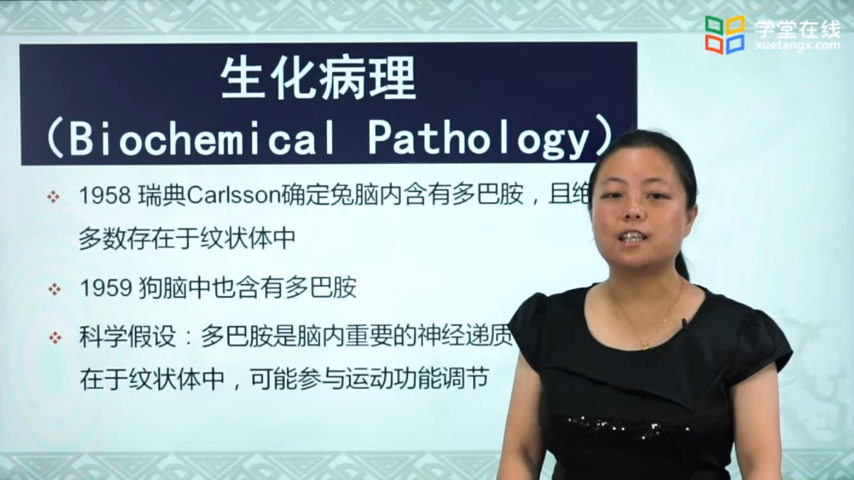 学堂在线
xuetangx.com
生化病理
（Biochemical Pathology）
1958 瑞典Carlsson确定兔脑内含有多巴胺，且绝
多数存在于纹状体中
1959 狗脑中也含有多巴胺
科学假设：多巴胺是脑内重要的神经递质
在于纹状体中，可能参与运动功能调节